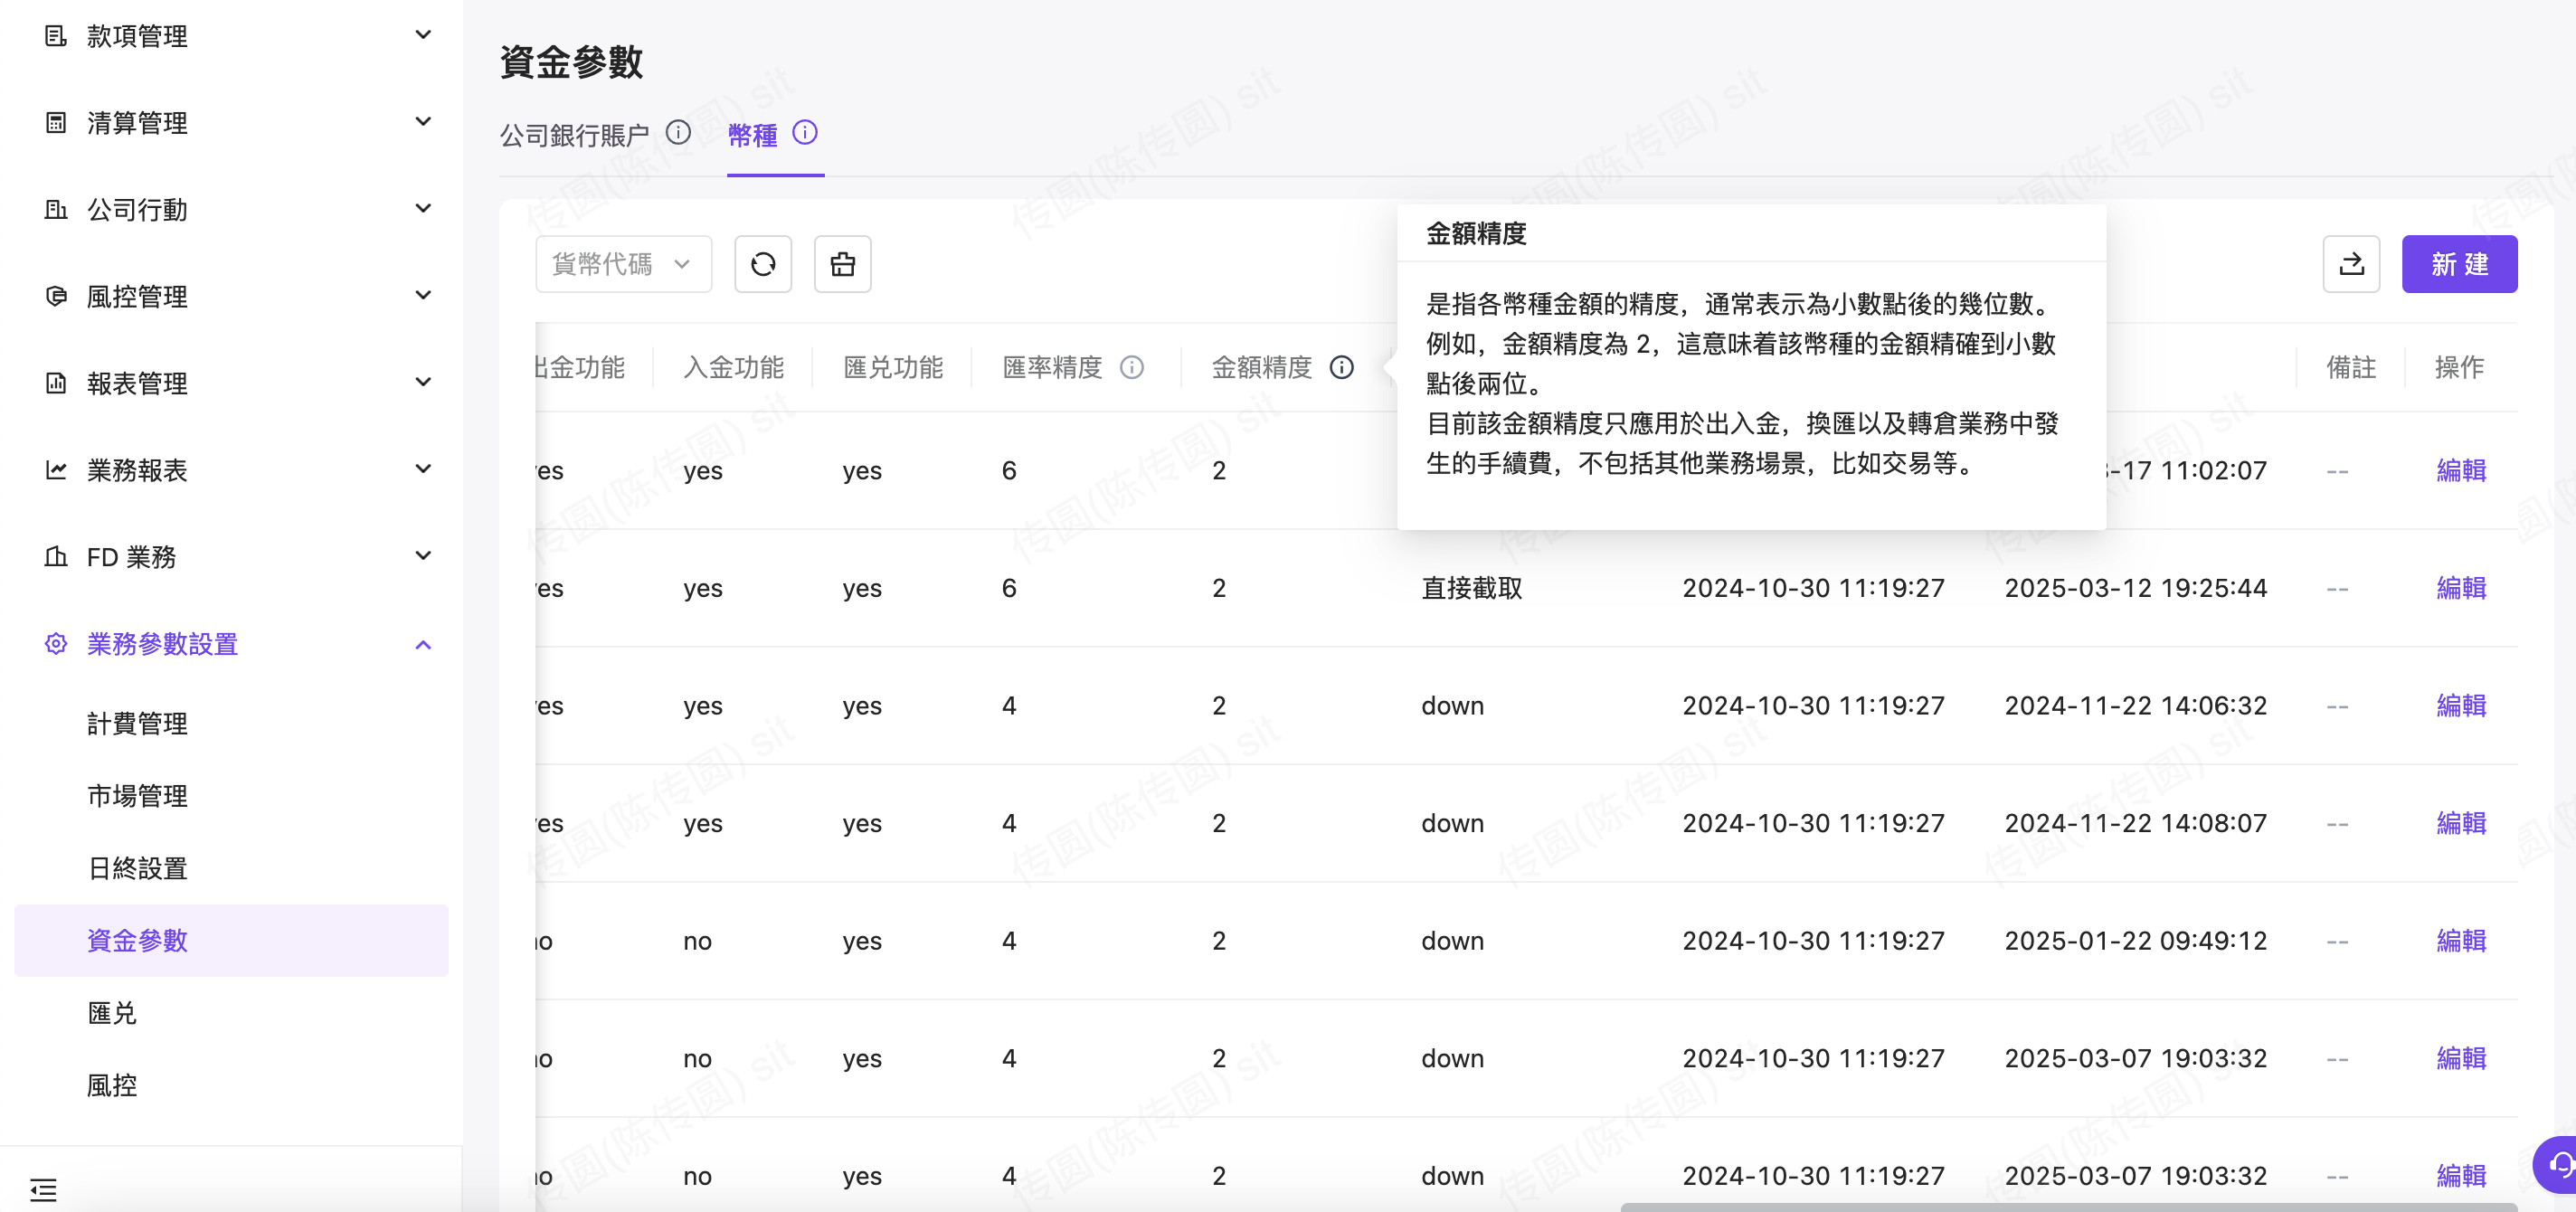 款項管理
清算管理
公司行動
風控管理
報表管理
業務報表
FD 業務
業務參數設置
計費管理
市場管理
日終設置
資金參數
匯兑
風控
資金參數
公司銀行賬户
幣種
貨幣代碼
新 建
金額精度
是指各幣種金額的精度，通常表示為小數點後的幾位數。
例如，金額精度為 2，這意味着該幣種的金額精確到小數
點後兩位。
目前該金額精度只應用於出入金，換匯以及轉倉業務中發
生的手續費，不包括其他業務場景，比如交易等。
出金功能 入金功能 匯兑功能 匯率精度 金額精度 備註 操作
yes yes yes 6 2 3-17 11:02:07 -- 編輯
yes yes yes 6 2 直接截取 2024-10-30 11:19:27 2025-03-12 19:25:44 -- 編輯
yes yes yes 4 2 down 2024-10-30 11:19:27 2024-11-22 14:06:32 -- 編輯
yes yes yes 4 2 down 2024-10-30 11:19:27 2024-11-22 14:08:07 -- 編輯
no no yes 4 2 down 2024-10-30 11:19:27 2025-01-22 09:49:12 -- 編輯
no no yes 4 2 down 2024-10-30 11:19:27 2025-03-07 19:03:32 -- 編輯
no no yes 4 2 down 2024-10-30 11:19:27 2025-03-07 19:03:32 -- 編輯
传圆(陈传圆) sit